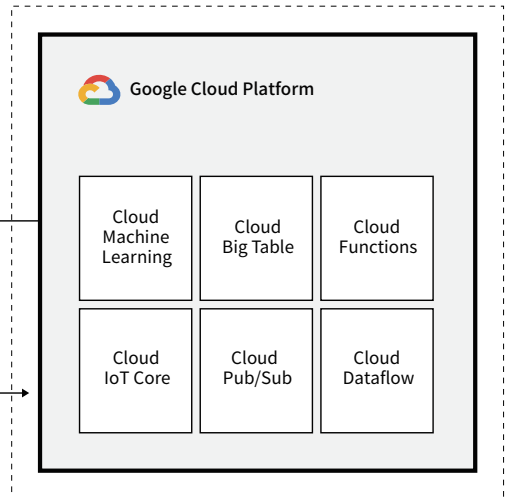 Google Cloud Platform
Cloud
Machine
Learning
Cloud
Big Table
Cloud
Functions
Cloud
IoT Core
Cloud
Pub/Sub
Cloud
Dataflow